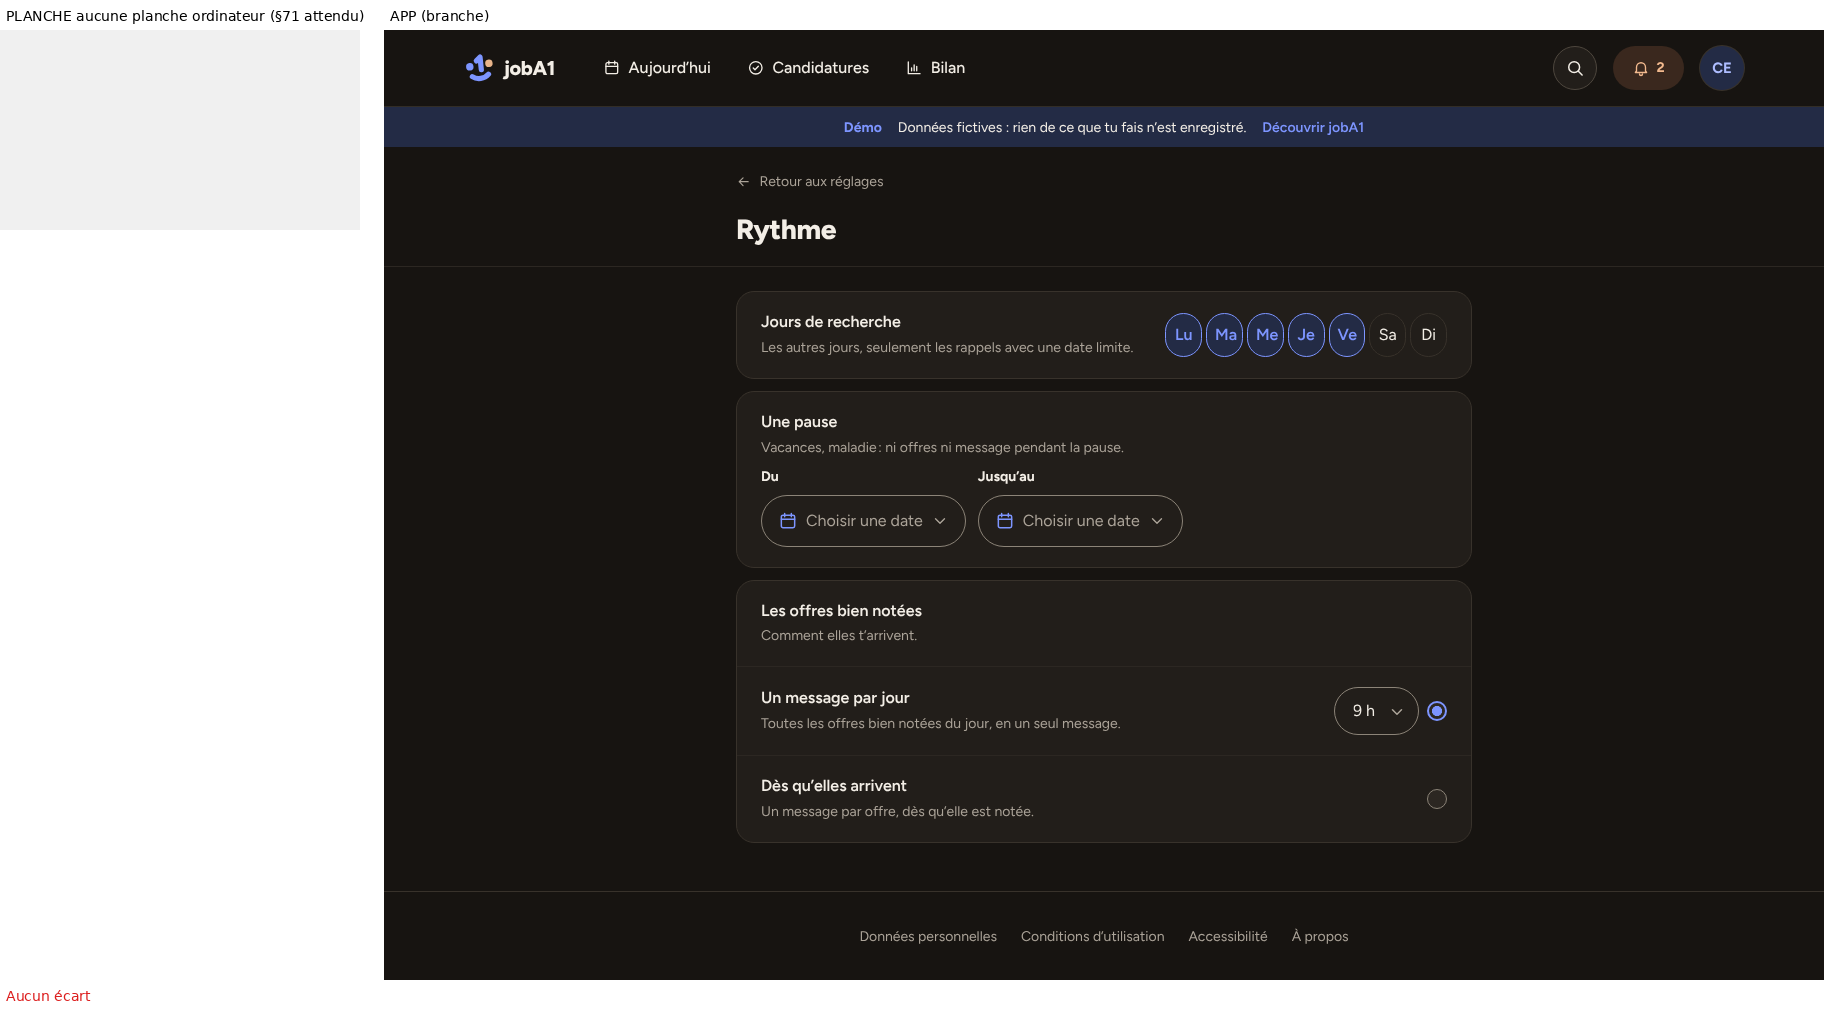 PLANCHE aucune planche ordinateur (§71 attendu)
APP (branche)
jobA1
Aujourd’hui
Candidatures
Bilan
2
CE
Démo Données fictives : rien de ce que tu fais n’est enregistré. Découvrir jobA1
← Retour aux réglages
Rythme
Jours de recherche
Les autres jours, seulement les rappels avec une date limite.
Lu Ma Me Je Ve Sa Di
Une pause
Vacances, maladie : ni offres ni message pendant la pause.
Du
Jusqu’au
Choisir une date
Choisir une date
Les offres bien notées
Comment elles t’arrivent.
Un message par jour
Toutes les offres bien notées du jour, en un seul message.
9 h
Dès qu’elles arrivent
Un message par offre, dès qu’elle est notée.
Données personnelles Conditions d’utilisation Accessibilité À propos
Aucun écart